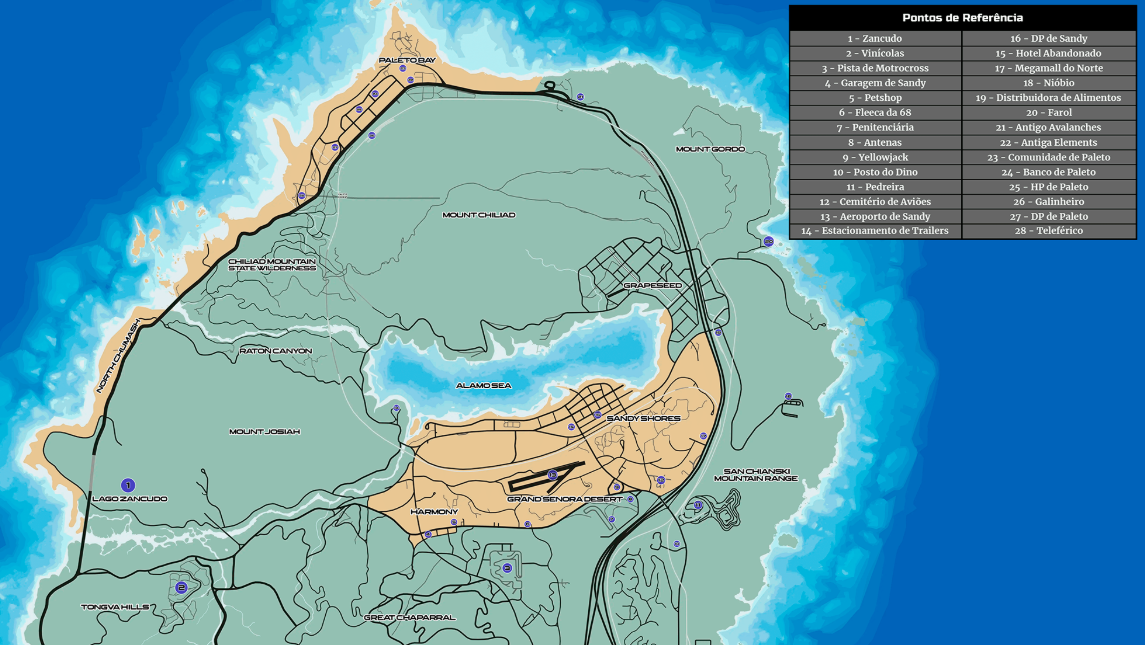 Pontos de Referência
1 - Zancudo
16 - DP de Sandy
2 - Vinícolas
15 - Hotel Abandonado
3 - Pista de Motrocross
17 - Megamall do Norte
4 - Garagem de Sandy
18 - Nióbio
5 - Petshop
19 - Distribuidora de Alimentos
6 - Fleeca da 68
20 - Farol
7 - Penitenciária
21 - Antigo Avalanches
8 - Antenas
22 - Antiga Elements
9 - Yellowjack
23 - Comunidade de Paleto
10 - Posto do Dino
24 - Banco de Paleto
11 - Pedreira
25 - HP de Paleto
12 - Cemitério de Aviões
26 - Galinheiro
13 - Aeroporto de Sandy
27 - DP de Paleto
14 - Estacionamento de Trailers
28 - Teleférico
PALETO BAY
MOUNT GORDO
MOUNT CHILIAD
CHILIAD MOUNTAIN
STATE WILDERNESS
GRAPESEED
NORTH CHUMASH
RATON CANYON
ALAMO SEA
SANDY SHORES
MOUNT JOSIAH
SAN CHIANSKI
MOUNTAIN RANGE
1
LAGO ZANCUDO
GRAND SENORA DESERT
HARMONY
2
TONGVA HILLS
GREAT CHAPARRAL